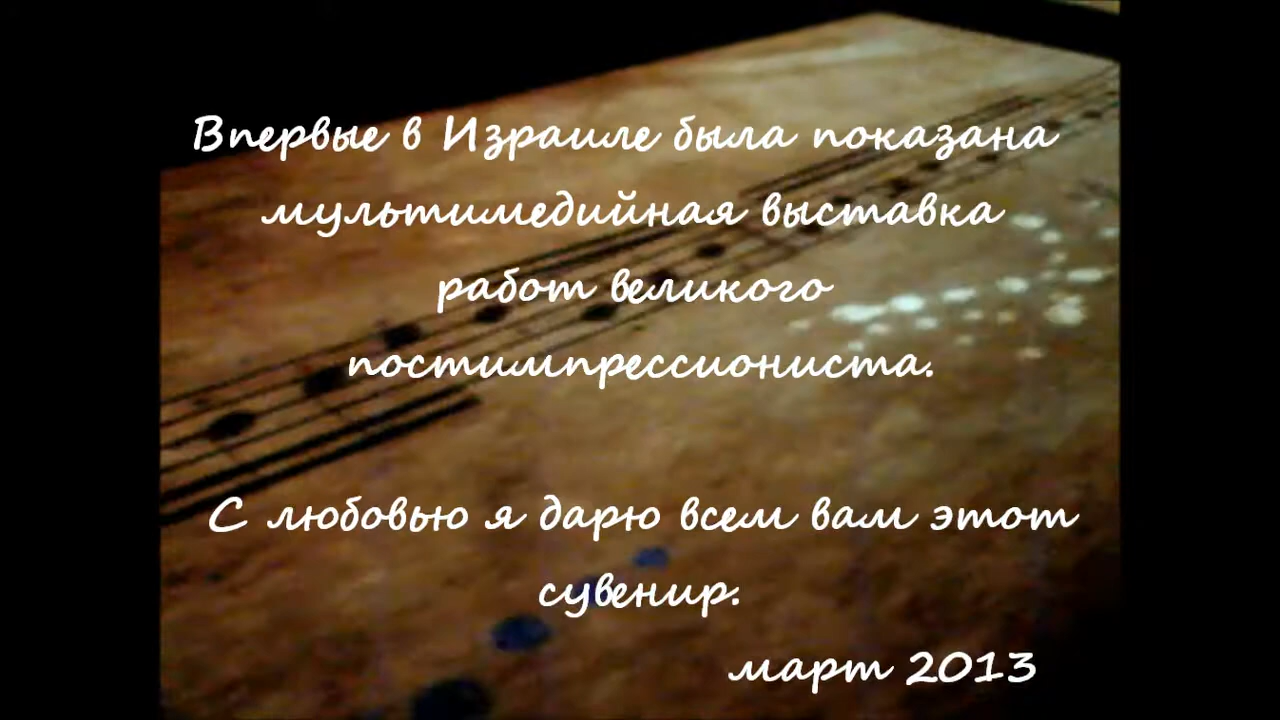 Впервые в Израиле была показана
мультимедийная выставка
работ великого
постимпрессиониста.
С любовью я дарю всем вам этот
сувенир.
март 2013